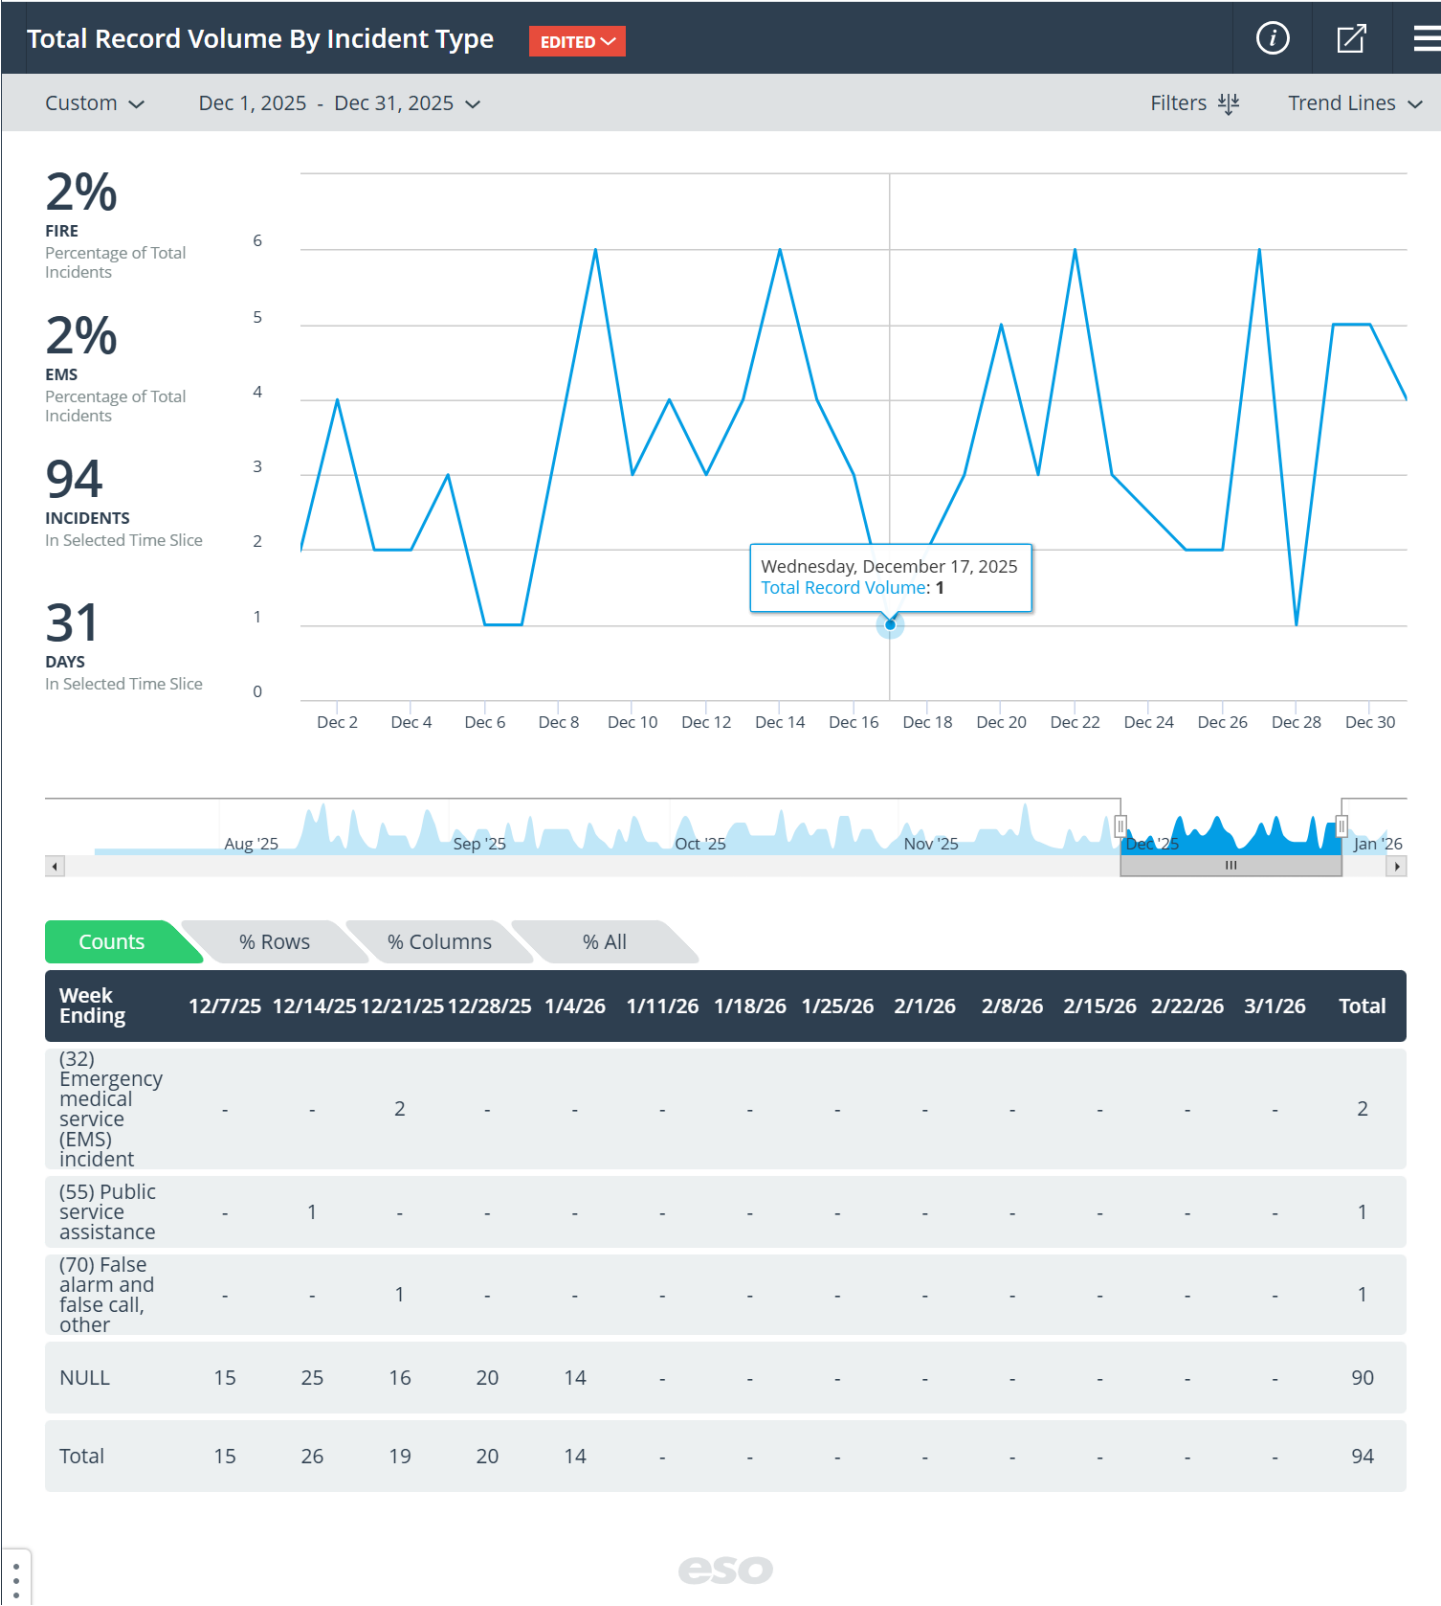 Total Record Volume By Incident Type EDITED
Custom Dec 1, 2025 - Dec 31, 2025 Filters Trend Lines
2%
FIRE
Percentage of Total
Incidents
2%
EMS
Percentage of Total
Incidents
94
INCIDENTS
In Selected Time Slice
31
DAYS
In Selected Time Slice
6
5
4
3
2
1
0
Wednesday, December 17, 2025
Total Record Volume: 1
Dec 2 Dec 4 Dec 6 Dec 8 Dec 10 Dec 12 Dec 14 Dec 16 Dec 18 Dec 20 Dec 22 Dec 24 Dec 26 Dec 28 Dec 30
Aug '25 Sep '25 Oct '25 Nov '25 Dec '25 Jan '26
Counts % Rows % Columns % All
Week
Ending
12/7/25 12/14/25 12/21/25 12/28/25 1/4/26 1/11/26 1/18/26 1/25/26 2/1/26 2/8/26 2/15/26 2/22/26 3/1/26 Total
(32)
Emergency
medical
service
(EMS)
incident
- - 2 - - - - - - - - - - 2
(55) Public
service
assistance
- 1 - - - - - - - - - - - 1
(70) False
alarm and
false call,
other
- - 1 - - - - - - - - - - 1
NULL 15 25 16 20 14 - - - - - - - - 90
Total 15 26 19 20 14 - - - - - - - - 94
eso